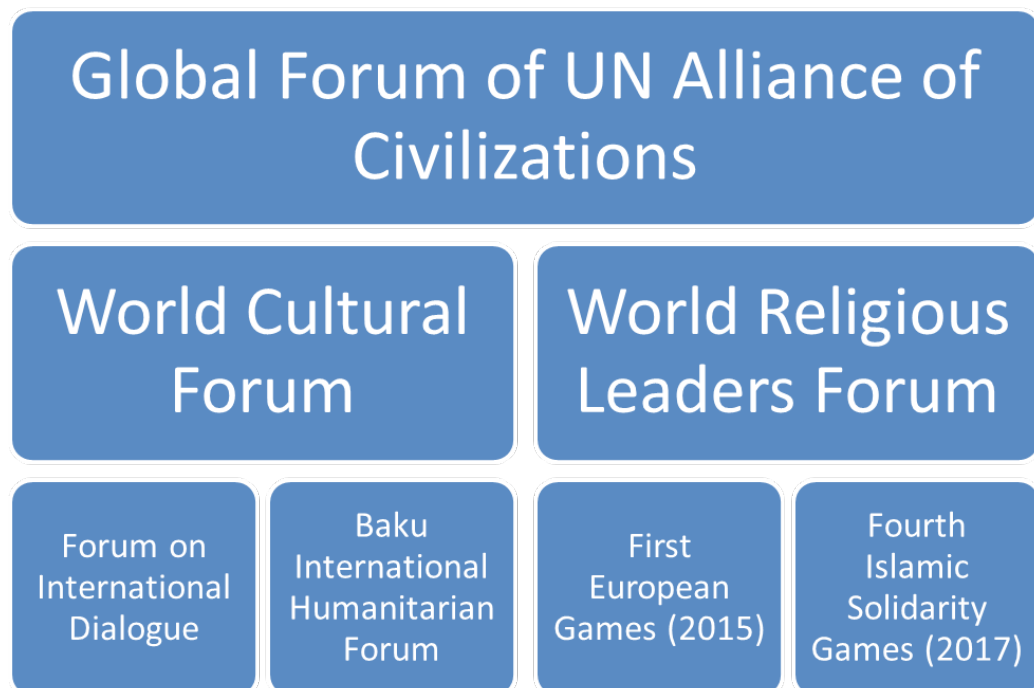 Global Forum of UN Alliance of
Civilizations
World Cultural
Forum
World Religious
Leaders Forum
Forum on
International
Dialogue
Baku
International
Humanitarian
Forum
First
European
Games (2015)
Fourth
Islamic
Solidarity
Games (2017)